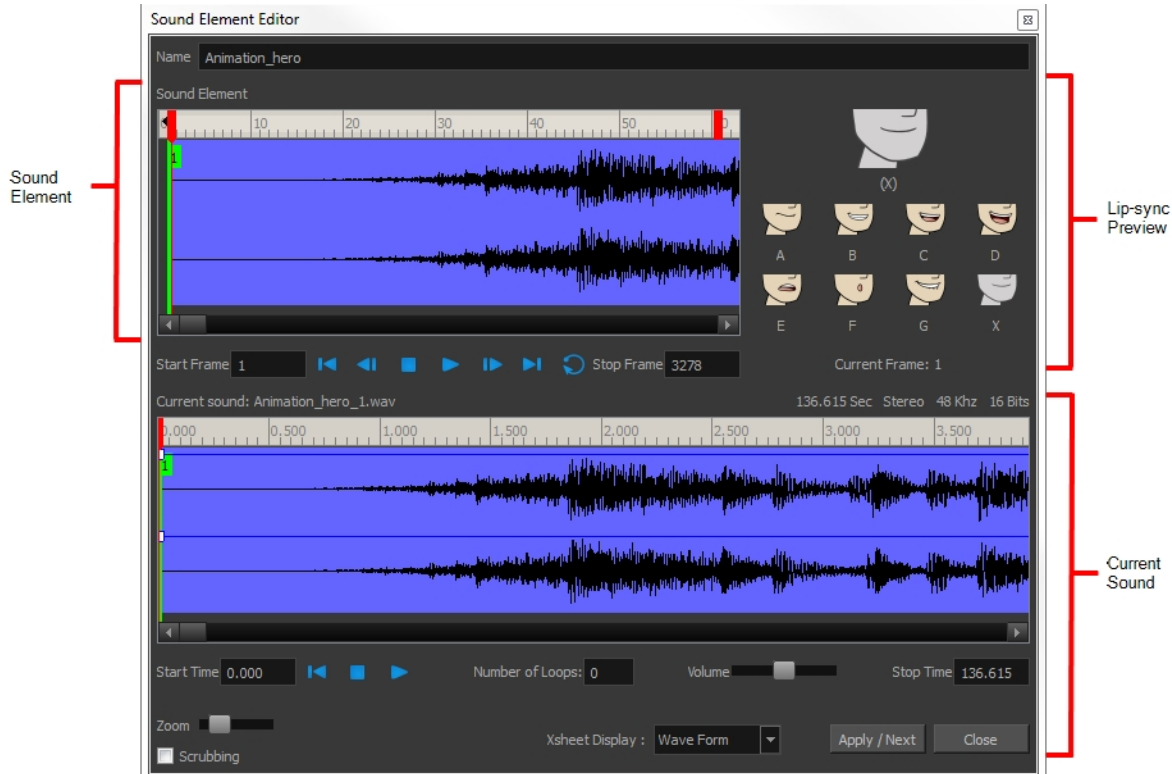 Sound Element Editor
Name Animation_hero
Sound Element
10 20 30 40 50
1
(X)
A B C D
E F G X
Start Frame 1 Stop Frame 3278 Current Frame: 1
Current sound: Animation_hero_1.wav 136.615 Sec Stereo 48 Khz 16 Bits
0.000 0.500 1.000 1.500 2.000 2.500 3.000 3.500
1
Start Time 0.000 Number of Loops: 0 Volume Stop Time 136.615
Zoom
Scrubbing
Xsheet Display : Wave Form Apply / Next Close
Sound
Element
Lip-sync
Preview
Current
Sound